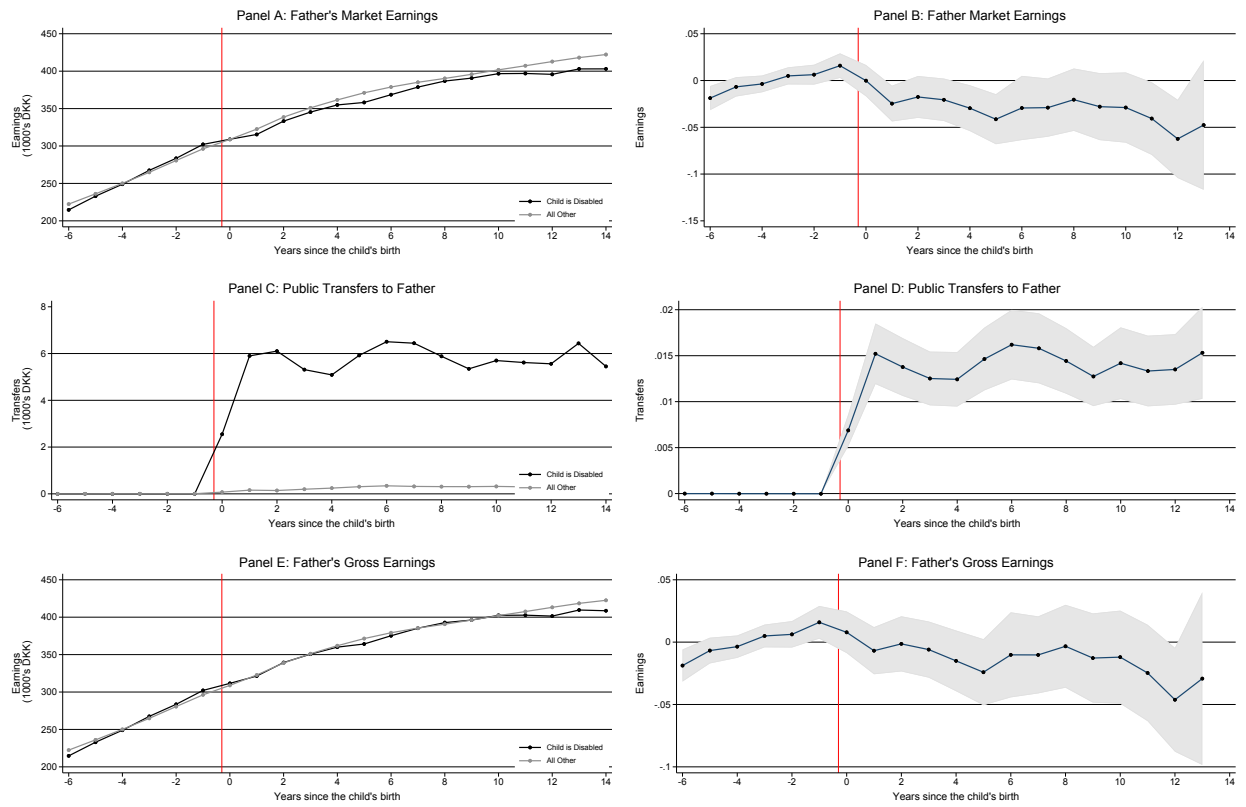 Panel A: Father's Market Earnings
450
400
350
300
250
200
Earnings
(1000's DKK)
-6 -4 -2 0 2 4 6 8 10 12 14
Years since the child's birth
Child is Disabled
All Other
Panel B: Father Market Earnings
.05
0
-.05
-.1
-.15
Earnings
-6 -4 -2 0 2 4 6 8 10 12 14
Years since the child's birth
Panel C: Public Transfers to Father
8
6
4
2
0
Transfers
(1000's DKK)
-6 -4 -2 0 2 4 6 8 10 12 14
Years since the child's birth
Child is Disabled
All Other
Panel D: Public Transfers to Father
.02
.015
.01
.005
0
Transfers
-6 -4 -2 0 2 4 6 8 10 12 14
Years since the child's birth
Panel E: Father's Gross Earnings
450
400
350
300
250
200
Earnings
(1000's DKK)
-6 -4 -2 0 2 4 6 8 10 12 14
Years since the child's birth
Child is Disabled
All Other
Panel F: Father's Gross Earnings
.05
0
-.05
-.1
Earnings
-6 -4 -2 0 2 4 6 8 10 12 14
Years since the child's birth